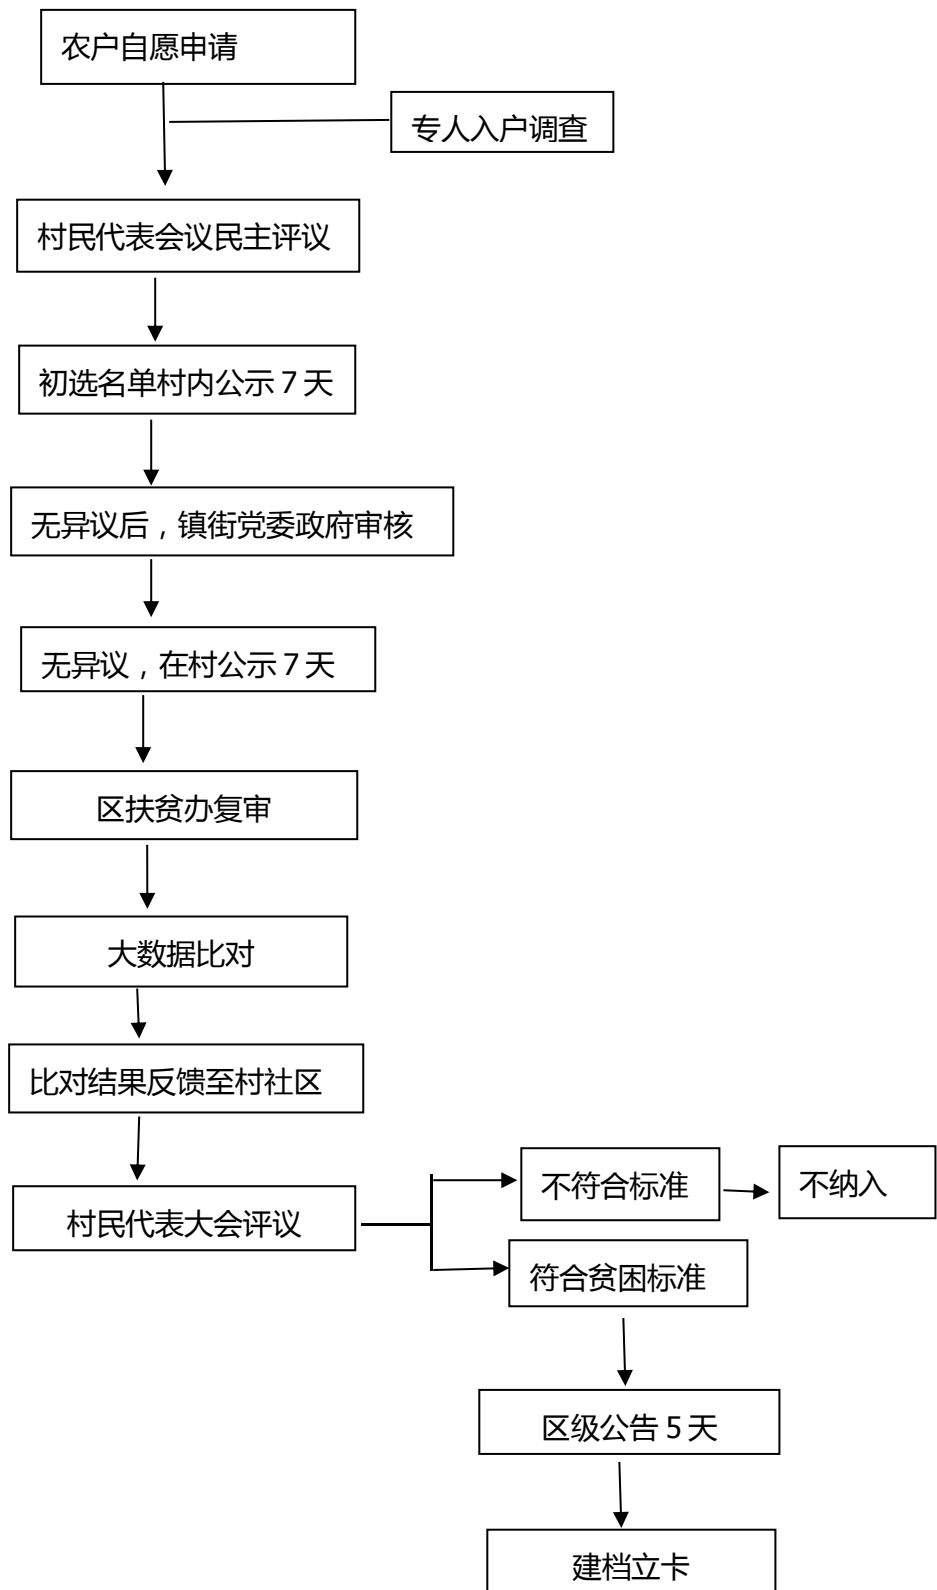 农户自愿申请
专人入户调查
村民代表会议民主评议
初选名单村内公示7天
无异议后，镇街党委政府审核
无异议，在村公示7天
区扶贫办复审
大数据比对
比对结果反馈至村社区
不符合标准
不纳入
村民代表大会评议
符合贫困标准
区级公告5天
建档立卡